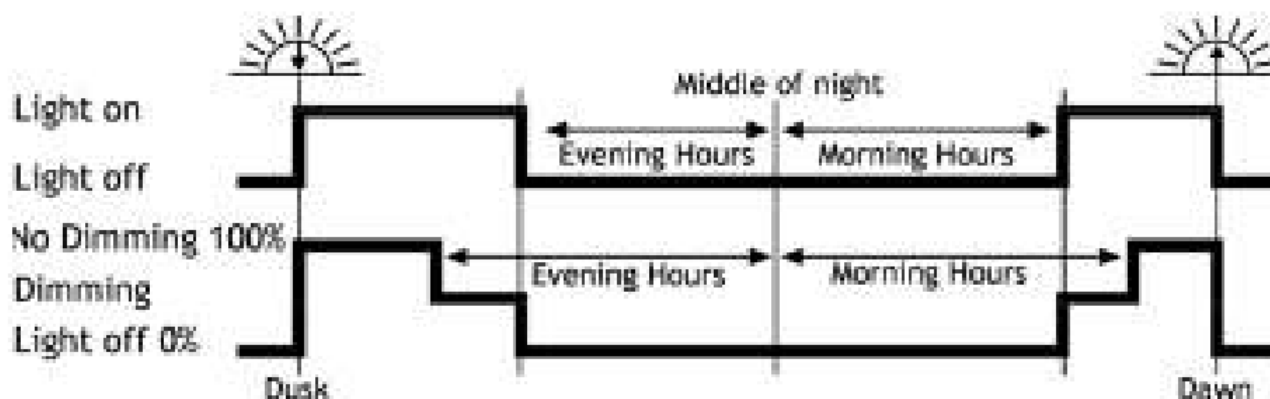 Middle of night
Light on
Evening Hours Morning Hours
Light off
No Dimming 100%
Evening Hours Morning Hours
Dimming
Light off 0%
Dusk Dawn